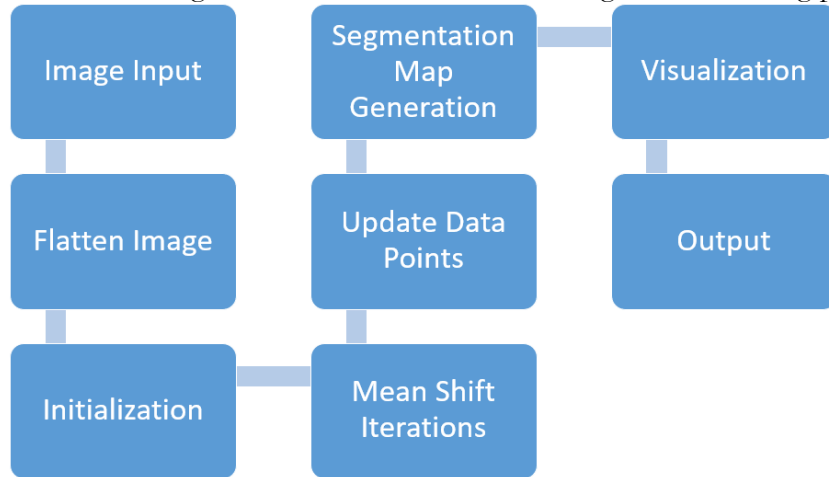 Image Input
Flatten Image
Initialization
Mean Shift
Iterations
Update Data
Points
Segmentation
Map
Generation
Visualization
Output